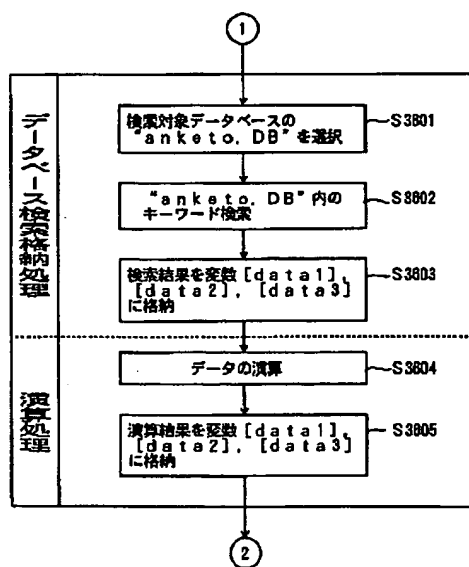 1
データベース検索格納処理
検索対象データベースの
“anketo. DB”を選択
S3601
“anketo. DB”内の
キーワード検索
S3602
検索結果を変数[data1],
[data2], [data3]
に格納
S3603
演算処理
データの演算
S3604
演算結果を変数[data1],
[data2], [data3]
に格納
S3605
2